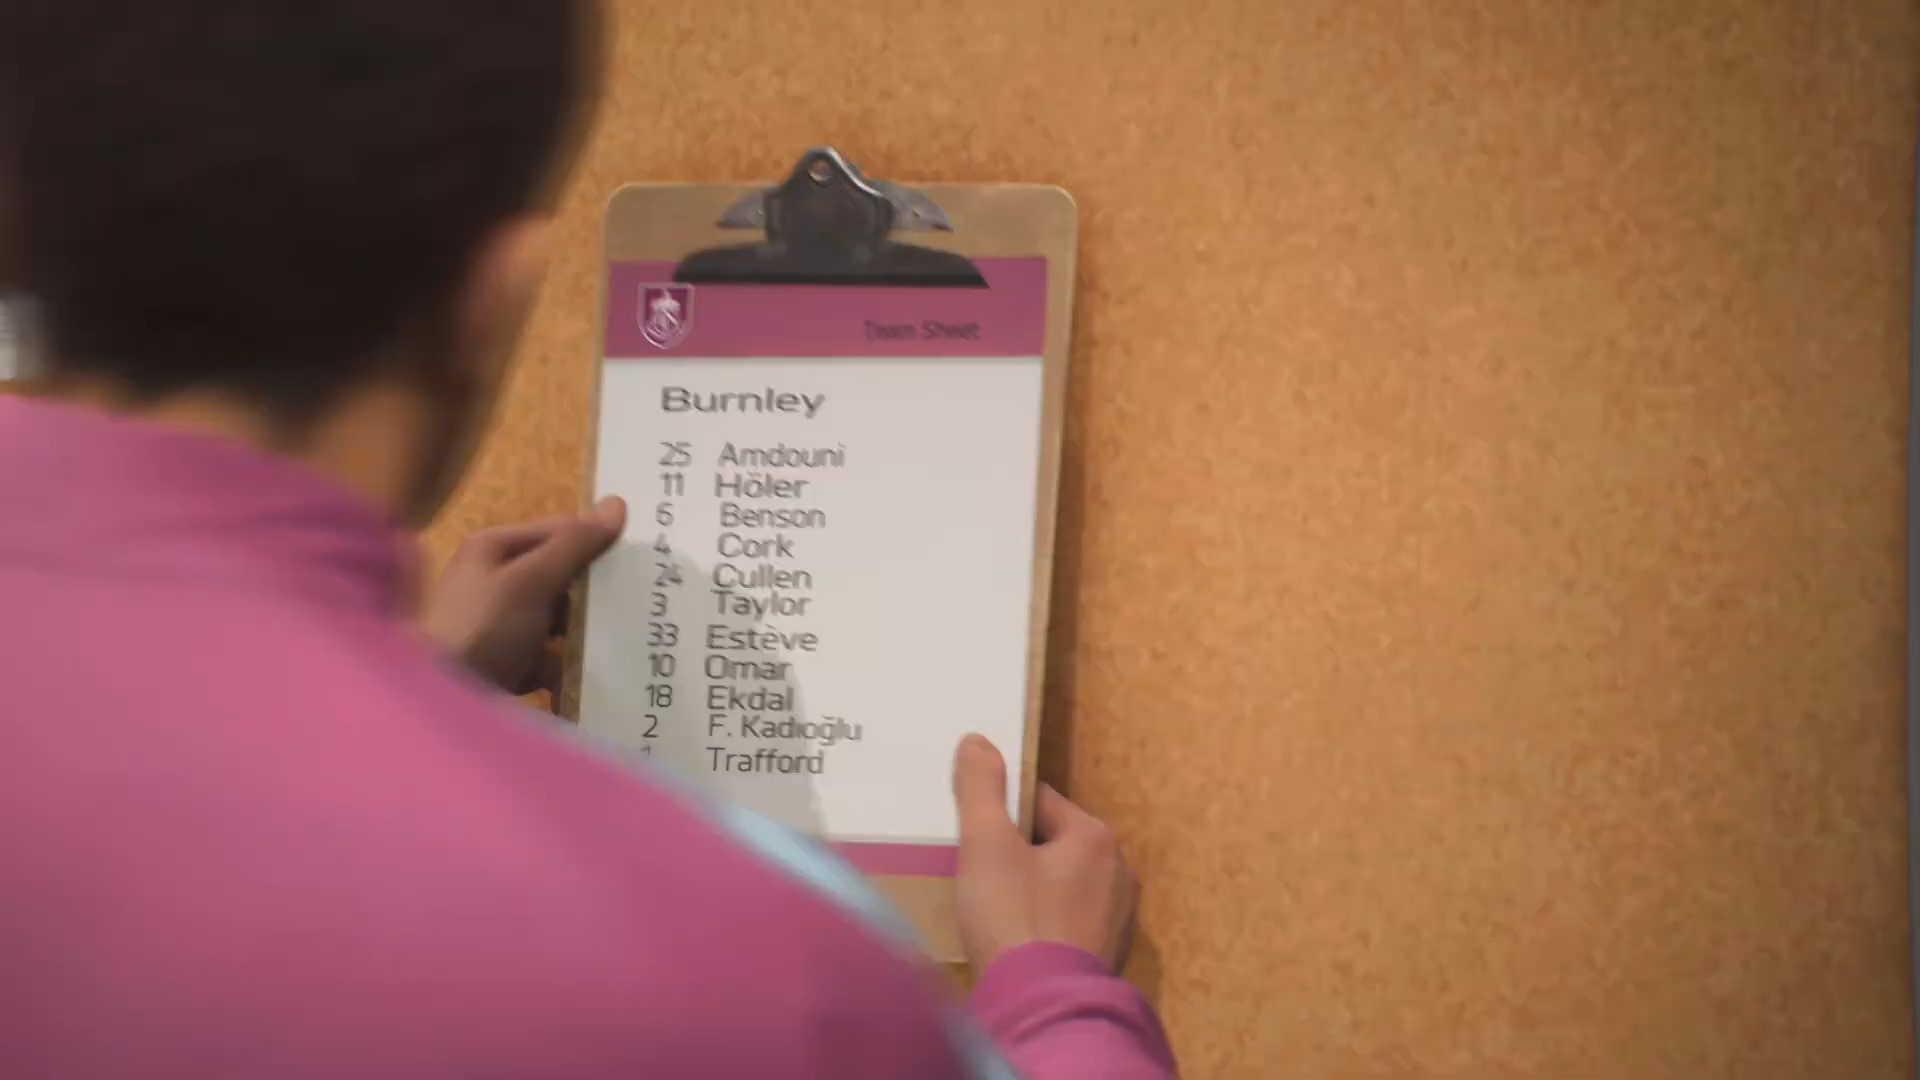 Team Sheet
Burnley
25 Amdouni
11 Höler
6 Benson
4 Cork
24 Cullen
3 Taylor
33 Estève
10 Omar
18 Ekdal
2 F. Kadıoğlu
1 Trafford